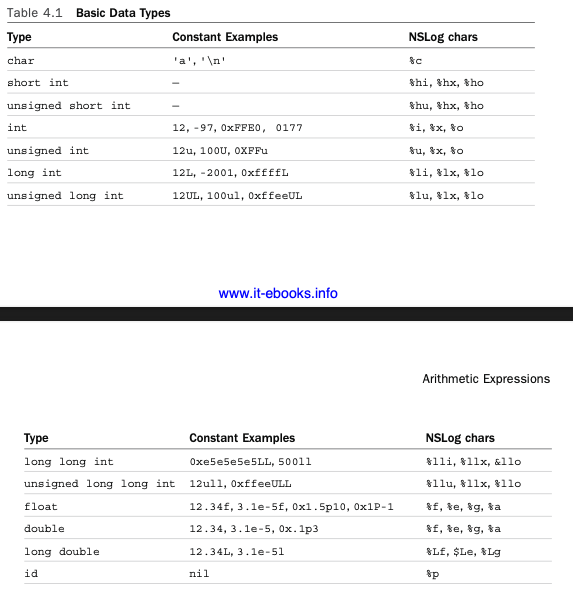 Table 4.1 Basic Data Types
Type Constant Examples NSLog chars
char 'a', '\n' %c
short int — %hi, %hx, %ho
unsigned short int — %hu, %hx, %ho
int 12, -97, 0xFFE0, 0177 %i, %x, %o
unsigned int 12u, 100U, 0XFFu %u, %x, %o
long int 12L, -2001, 0xffffL %li, %lx, %lo
unsigned long int 12UL, 100ul, 0xffeeUL %lu, %lx, %lo
www.it-ebooks.info
Arithmetic Expressions
Type Constant Examples NSLog chars
long long int 0xe5e5e5e5LL, 500ll %lli, %llx, &llo
unsigned long long int 12ull, 0xffeeULL %llu, %llx, %llo
float 12.34f, 3.1e-5f, 0x1.5p10, 0x1P-1 %f, %e, %g, %a
double 12.34, 3.1e-5, 0x.1p3 %f, %e, %g, %a
long double 12.34L, 3.1e-5l %Lf, $Le, %Lg
id nil %p